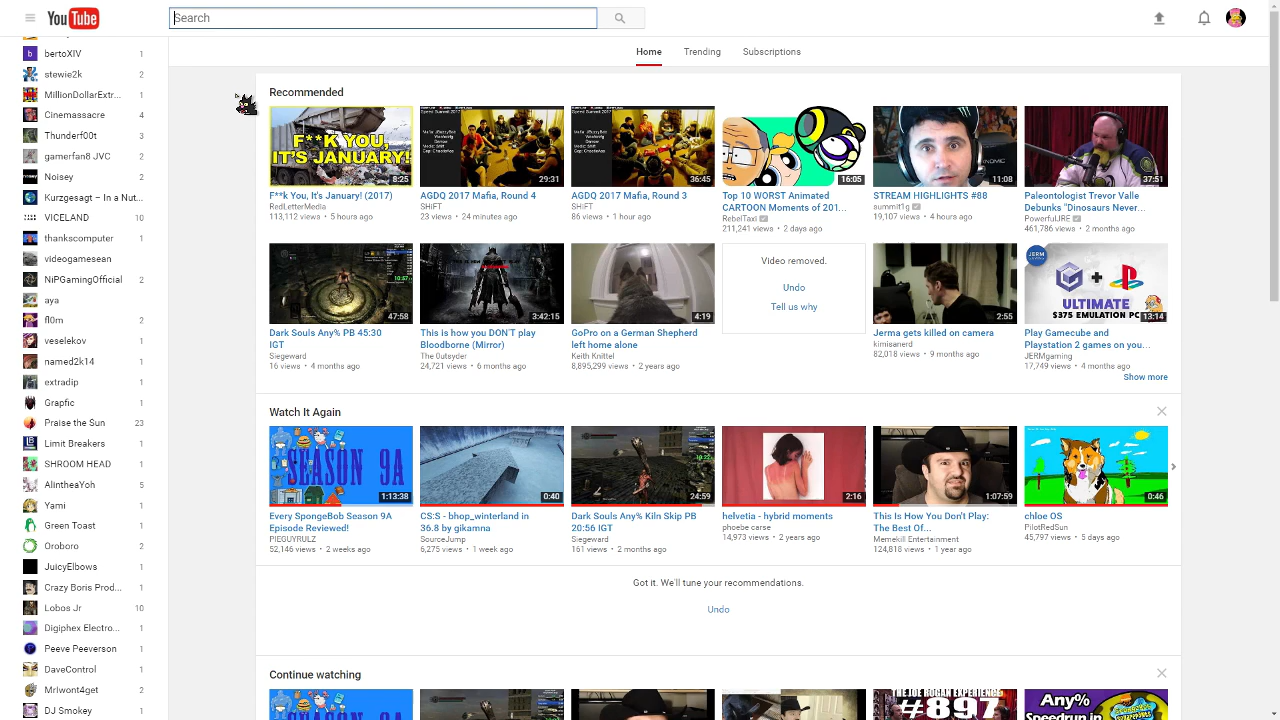 YouTube
Search
Home Trending Subscriptions
bertoXIV 1
stewie2k 2
MillionDollarExtr... 1
Cinemassacre 4
Thunderf00t 3
gamerfan8 JVC 2
Noisey 2
Kurzgesagt – In a Nut... 1
VICELAND 10
thankscomputer 1
videogamesean 1
NiPGamingOfficial 2
aya 1
fl0m 2
veselekov 1
named2k14 1
extradip 1
Grapfic 1
Praise the Sun 23
Limit Breakers 1
SHROOM HEAD 1
AlintheaYoh 5
Yami 1
Green Toast 1
Oroboro 2
JuicyElbows 1
Crazy Boris Prod... 1
Lobos Jr 10
Digiphex Electro... 1
Peeve Peeverson 1
DaveControl 1
Mrlwont4get 2
DJ Smokey 1
Recommended
F**K YOU,
IT'S JANUARY!
8:25
F**k You, It's January! (2017)
RedLetterMedia
113,112 views • 5 hours ago
29:31
AGDQ 2017 Mafia, Round 4
SHiFT
23 views • 24 minutes ago
36:45
AGDQ 2017 Mafia, Round 3
SHiFT
86 views • 1 hour ago
16:05
Top 10 WORST Animated
CARTOON Moments of 201...
RebelTaxi
211,241 views • 2 days ago
11:08
STREAM HIGHLIGHTS #88
summit1g
19,107 views • 4 hours ago
37:51
Paleontologist Trevor Valle
Debunks "Dinosaurs Never...
PowerfulJRE
461,786 views • 2 months ago
47:58
Dark Souls Any% PB 45:30
IGT
Siegeward
16 views • 4 months ago
3:42:15
This is how you DON'T play
Bloodborne (Mirror)
The 0utsyder
24,721 views • 6 months ago
4:19
GoPro on a German Shepherd
left home alone
Keith Knittel
8,895,299 views • 2 years ago
Video removed.
Undo
Tell us why
2:55
Jerma gets killed on camera
kimisanerd
82,018 views • 9 months ago
JERM
ULTIMATE
$375 EMULATION PC
13:14
Play Gamecube and
Playstation 2 games on you...
JERMgaming
17,749 views • 4 months ago
Show more
Watch It Again
SEASON 9A
1:13:38
Every SpongeBob Season 9A
Episode Reviewed!
PIEGUYRULZ
52,146 views • 2 weeks ago
0:40
CS:S - bhop_winterland in
36.8 by gikamna
SourceJump
6,275 views • 1 week ago
24:59
Dark Souls Any% Kiln Skip PB
20:56 IGT
Siegeward
161 views • 2 months ago
2:16
helvetia - hybrid moments
phoebe carse
14,973 views • 2 years ago
1:07:59
This Is How You Don't Play:
The Best Of...
Memekill Entertainment
124,818 views • 1 year ago
0:46
chloe OS
PilotRedSun
45,797 views • 5 days ago
Got it. We'll tune your recommendations.
Undo
Continue watching
SEASON 9A
THE JOE ROGAN EXPERIENCE
#897
Any%
Speedrun in